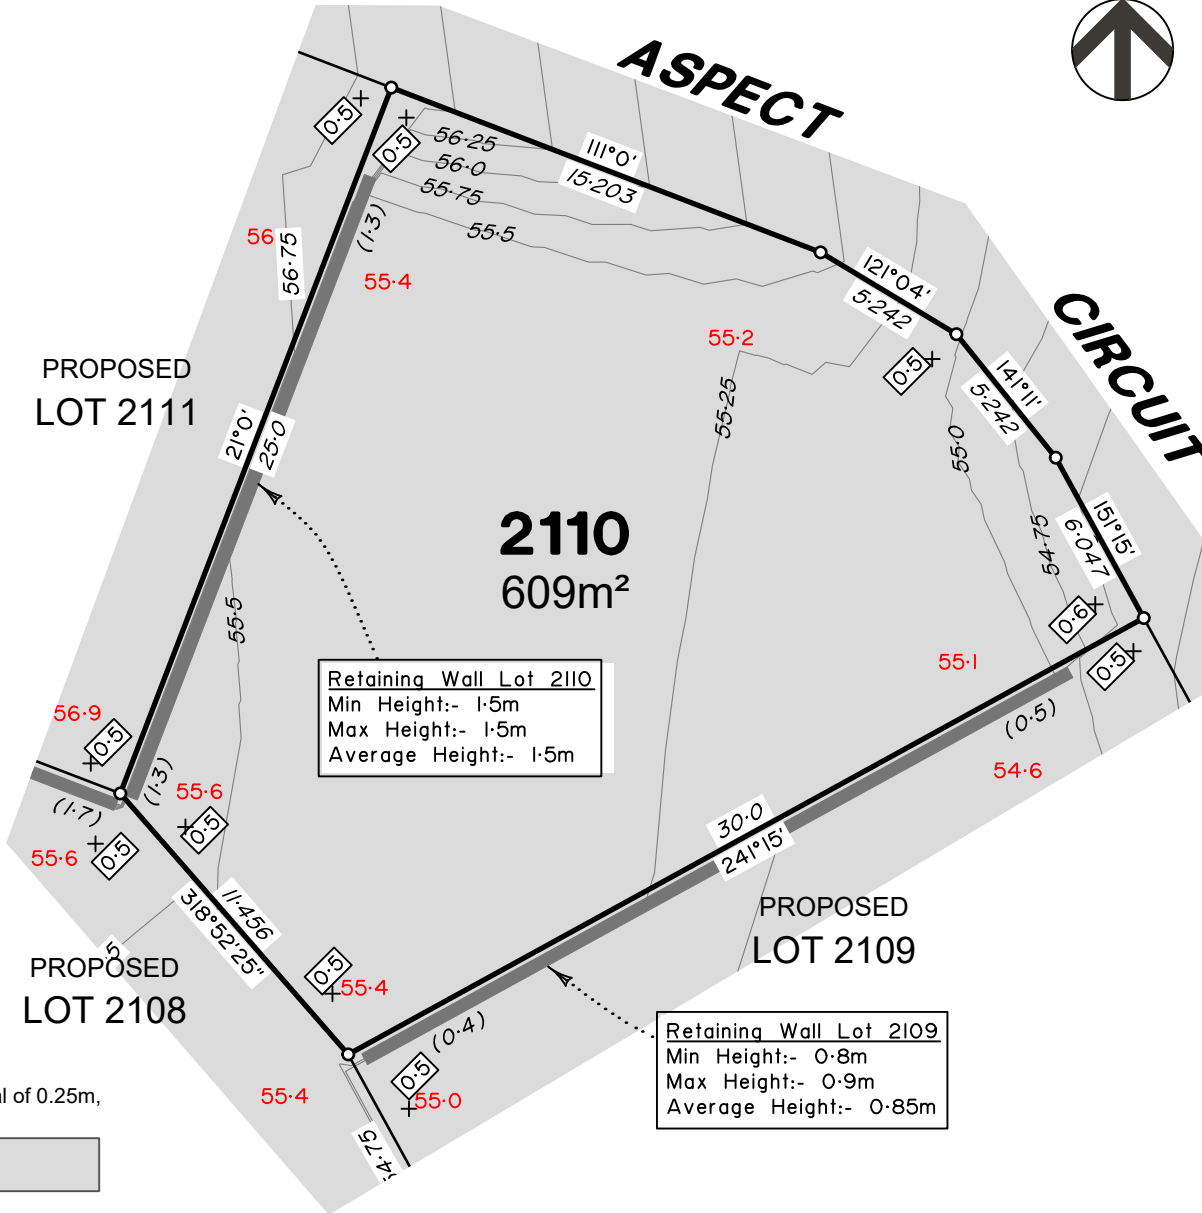 ASPECT
CIRCUIT
0·5
0·5
56·25
56·0
55·75
55·5
111°0'
15·203
(1·3)
56
56·75
55·4
121°04'
5·242
55·2
0·5
141°11'
5·242
PROPOSED
LOT 2111
21°0'
25·0
55·25
55·0
54·75
151°15'
6·047
2110
609m²
55·5
0·6
0·5
55·1
Retaining Wall Lot 2110
Min Height:- 1·5m
Max Height:- 1·5m
Average Height:- 1·5m
56·9
0·5
(1·3)
(1·7)
55·6
0·5
55·6
0·5
(0·5)
54·6
30·0
241°15'
11·456
318°52'25"
PROPOSED
LOT 2109
5
PROPOSED
LOT 2108
0·5
55·4
(0·4)
Retaining Wall Lot 2109
Min Height:- 0·8m
Max Height:- 0·9m
Average Height:- 0·85m
0·5
55·0
55·4
al of 0.25m,
54·75